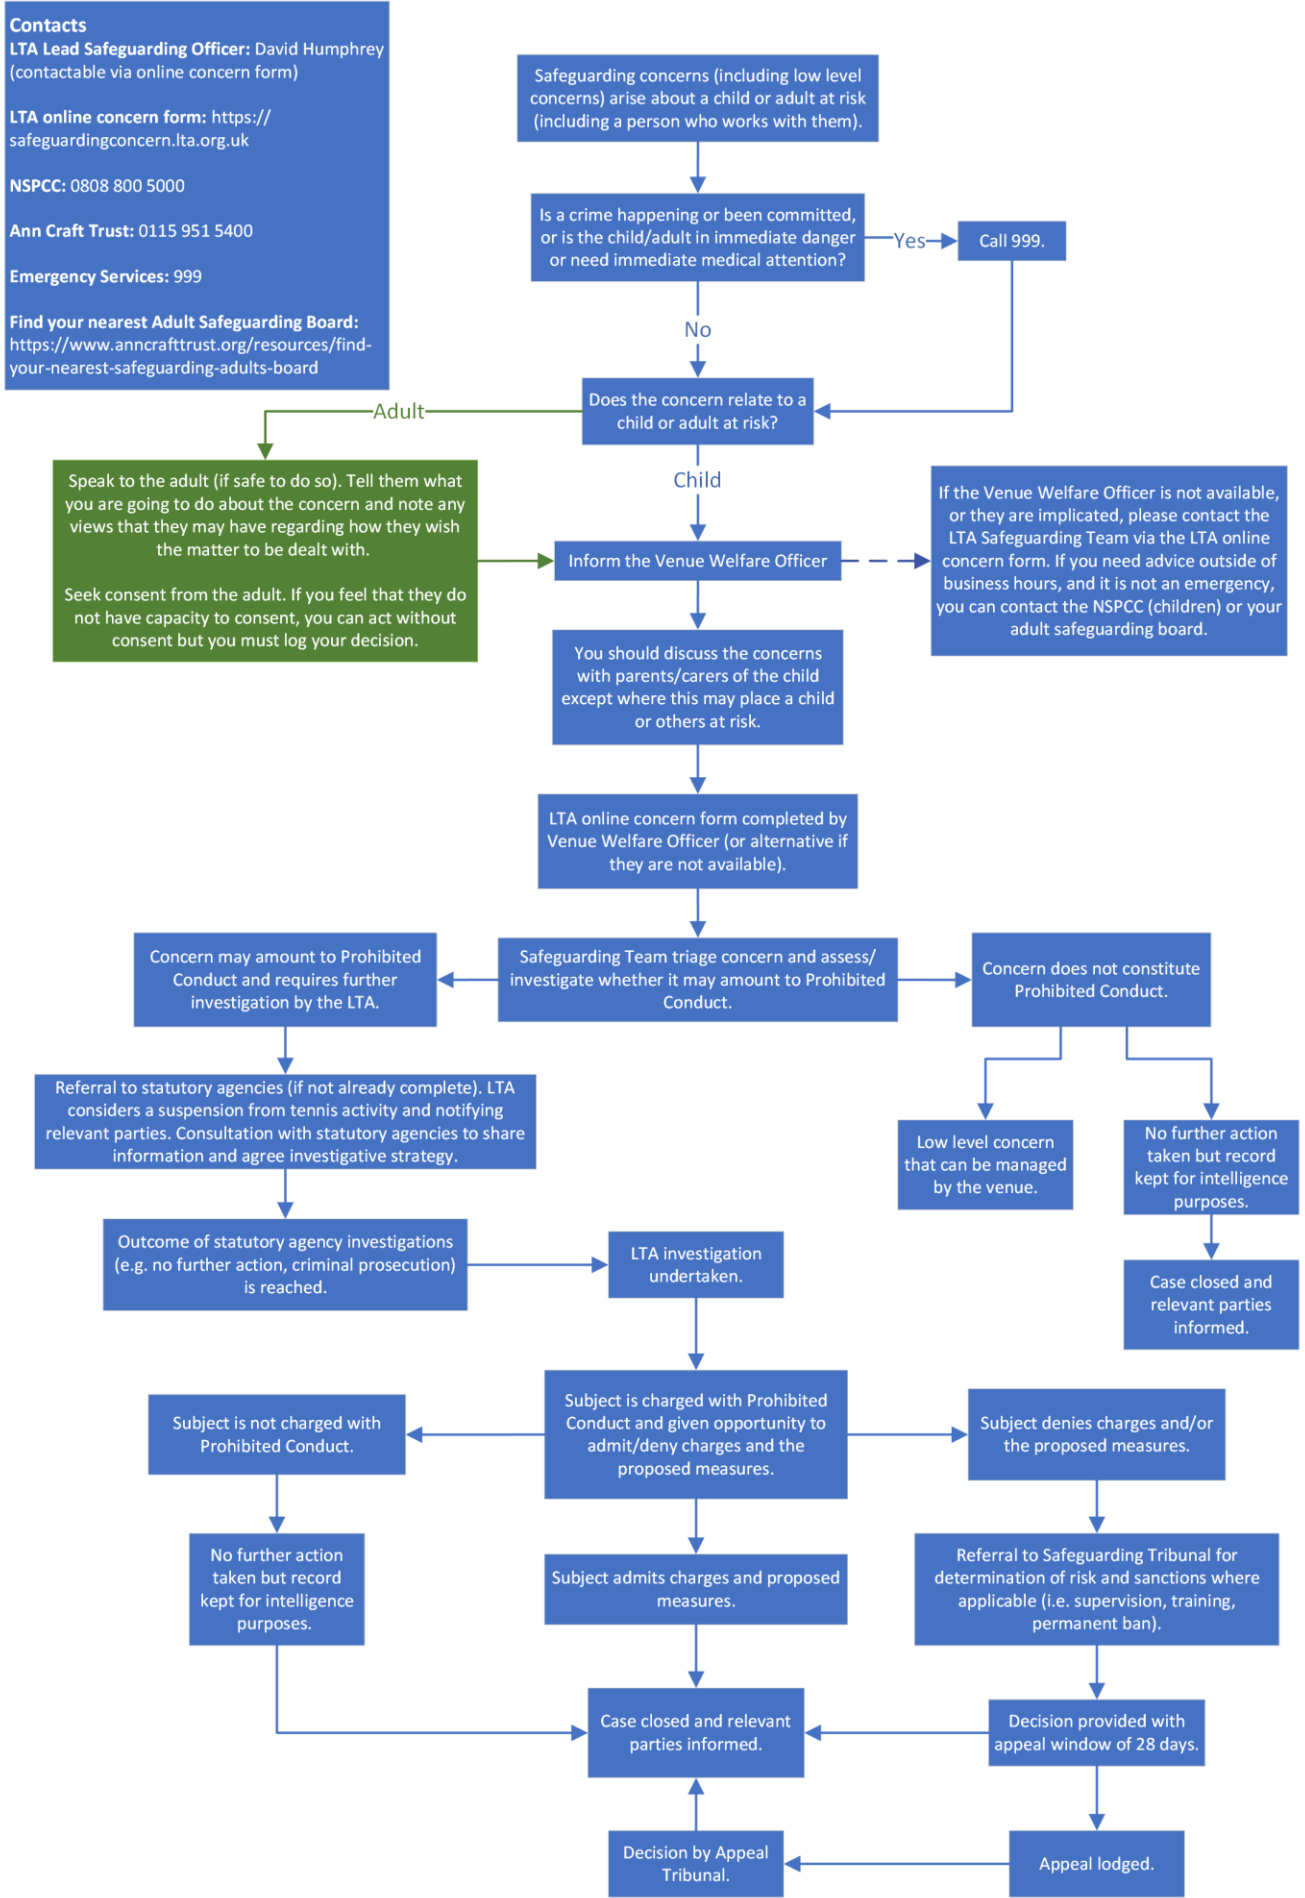 Contacts
LTA Lead Safeguarding Officer: David Humphrey
(contactable via online concern form)
LTA online concern form: https://
safeguardingconcern.lta.org.uk
NSPCC: 0808 800 5000
Ann Craft Trust: 0115 951 5400
Emergency Services: 999
Find your nearest Adult Safeguarding Board:
https://www.anncrafttrust.org/resources/find-
your-nearest-safeguarding-adults-board
Safeguarding concerns (including low level
concerns) arise about a child or adult at risk
(including a person who works with them).
Is a crime happening or been committed,
or is the child/adult in immediate danger
or need immediate medical attention?
Yes
Call 999.
No
Does the concern relate to a
child or adult at risk?
Adult
Child
Speak to the adult (if safe to do so). Tell them what
you are going to do about the concern and note any
views that they may have regarding how they wish
the matter to be dealt with.
Seek consent from the adult. If you feel that they do
not have capacity to consent, you can act without
consent but you must log your decision.
Inform the Venue Welfare Officer
If the Venue Welfare Officer is not available,
or they are implicated, please contact the
LTA Safeguarding Team via the LTA online
concern form. If you need advice outside of
business hours, and it is not an emergency,
you can contact the NSPCC (children) or your
adult safeguarding board.
You should discuss the concerns
with parents/carers of the child
except where this may place a child
or others at risk.
LTA online concern form completed by
Venue Welfare Officer (or alternative if
they are not available).
Safeguarding Team triage concern and assess/
investigate whether it may amount to Prohibited
Conduct.
Concern may amount to Prohibited
Conduct and requires further
investigation by the LTA.
Concern does not constitute
Prohibited Conduct.
Referral to statutory agencies (if not already complete). LTA
considers a suspension from tennis activity and notifying
relevant parties. Consultation with statutory agencies to share
information and agree investigative strategy.
Low level concern
that can be managed
by the venue.
No further action
taken but record
kept for intelligence
purposes.
Case closed and
relevant parties
informed.
Outcome of statutory agency investigations
(e.g. no further action, criminal prosecution)
is reached.
LTA investigation
undertaken.
Subject is charged with Prohibited
Conduct and given opportunity to
admit/deny charges and the
proposed measures.
Subject is not charged with
Prohibited Conduct.
Subject denies charges and/or
the proposed measures.
No further action
taken but record
kept for intelligence
purposes.
Subject admits charges and proposed
measures.
Referral to Safeguarding Tribunal for
determination of risk and sanctions where
applicable (i.e. supervision, training,
permanent ban).
Case closed and relevant
parties informed.
Decision provided with
appeal window of 28 days.
Decision by Appeal
Tribunal.
Appeal lodged.